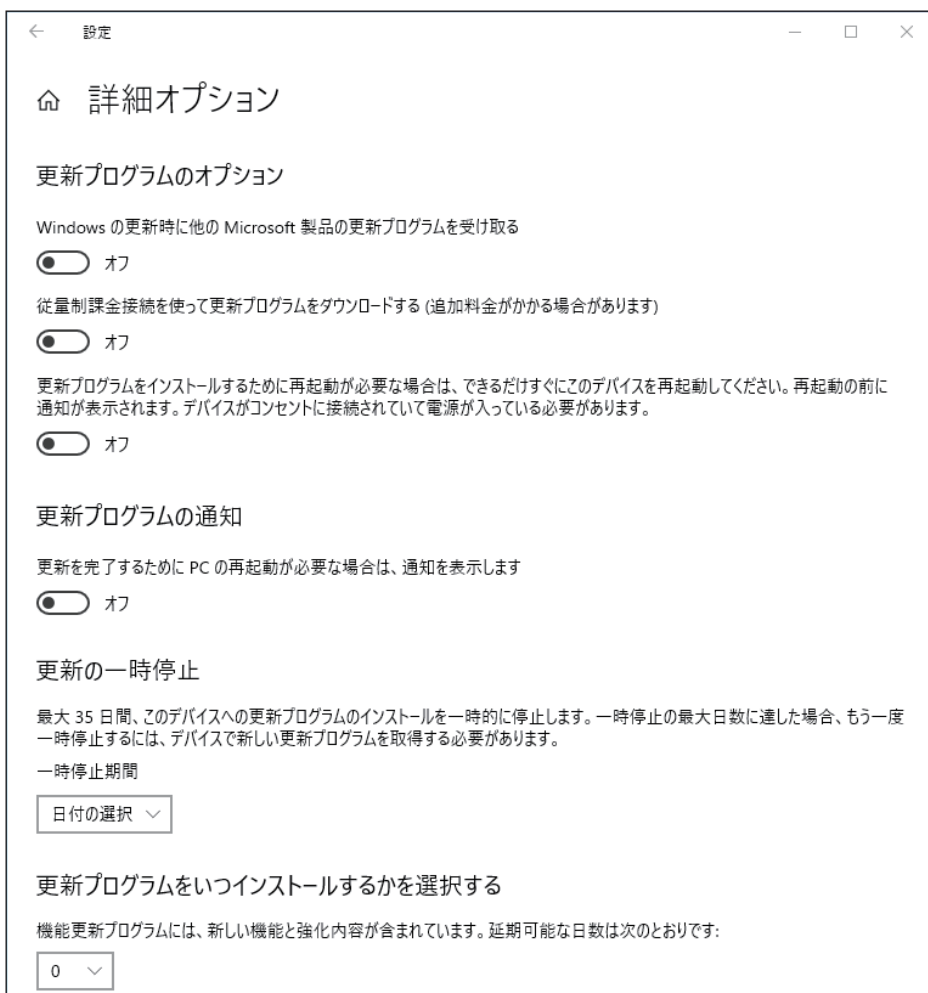 設定
詳細オプション
更新プログラムのオプション
Windows の更新時に他の Microsoft 製品の更新プログラムを受け取る
オフ
従量制課金接続を使って更新プログラムをダウンロードする (追加料金がかかる場合があります)
オフ
更新プログラムをインストールするために再起動が必要な場合は、できるだけすぐにこのデバイスを再起動してください。再起動の前に
通知が表示されます。デバイスがコンセントに接続されていて電源が入っている必要があります。
オフ
更新プログラムの通知
更新を完了するために PC の再起動が必要な場合は、通知を表示します
オフ
更新の一時停止
最大 35 日間、このデバイスへの更新プログラムのインストールを一時的に停止します。一時停止の最大日数に達した場合、もう一度
一時停止するには、デバイスで新しい更新プログラムを取得する必要があります。
一時停止期間
日付の選択
更新プログラムをいつインストールするかを選択する
機能更新プログラムには、新しい機能と強化内容が含まれています。延期可能な日数は次のとおりです:
0